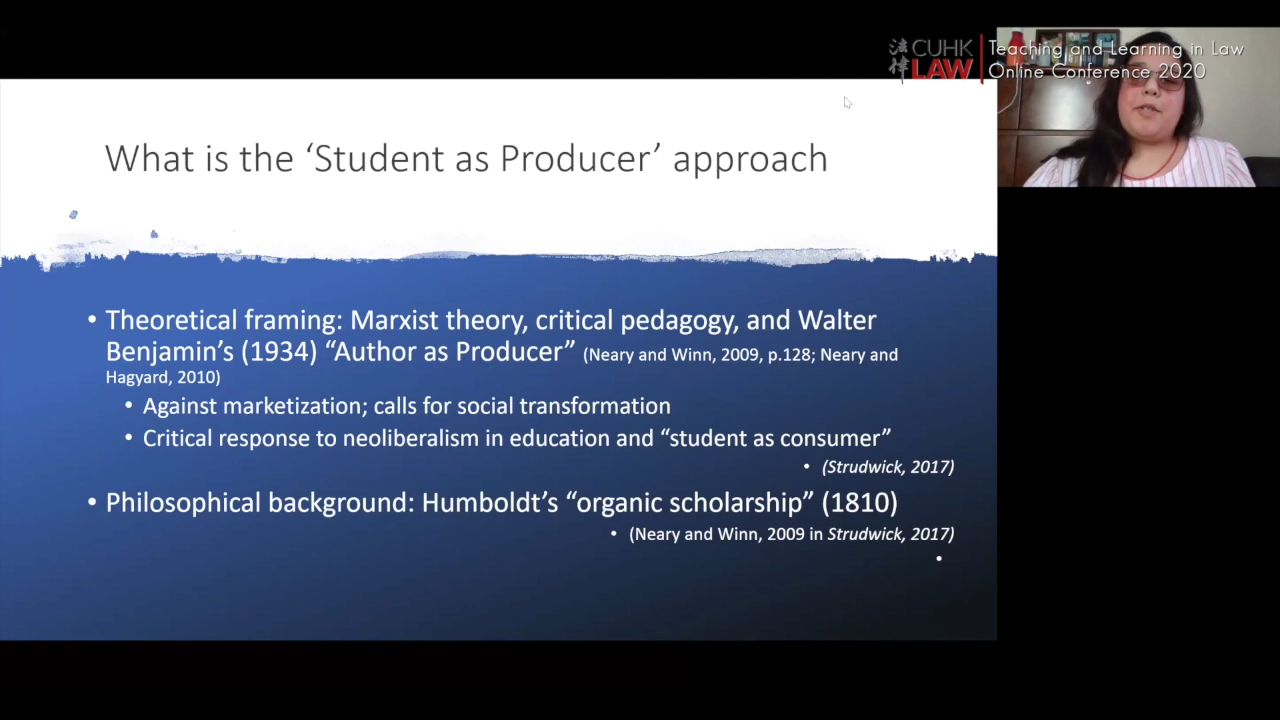 法律 CUHK LAW
Teaching and Learning in Law
Online Conference 2020
What is the ‘Student as Producer’ approach
• Theoretical framing: Marxist theory, critical pedagogy, and Walter
Benjamin’s (1934) “Author as Producer” (Neary and Winn, 2009, p.128; Neary and
Hagyard, 2010)
• Against marketization; calls for social transformation
• Critical response to neoliberalism in education and “student as consumer”
• (Strudwick, 2017)
• Philosophical background: Humboldt’s “organic scholarship” (1810)
• (Neary and Winn, 2009 in Strudwick, 2017)
•